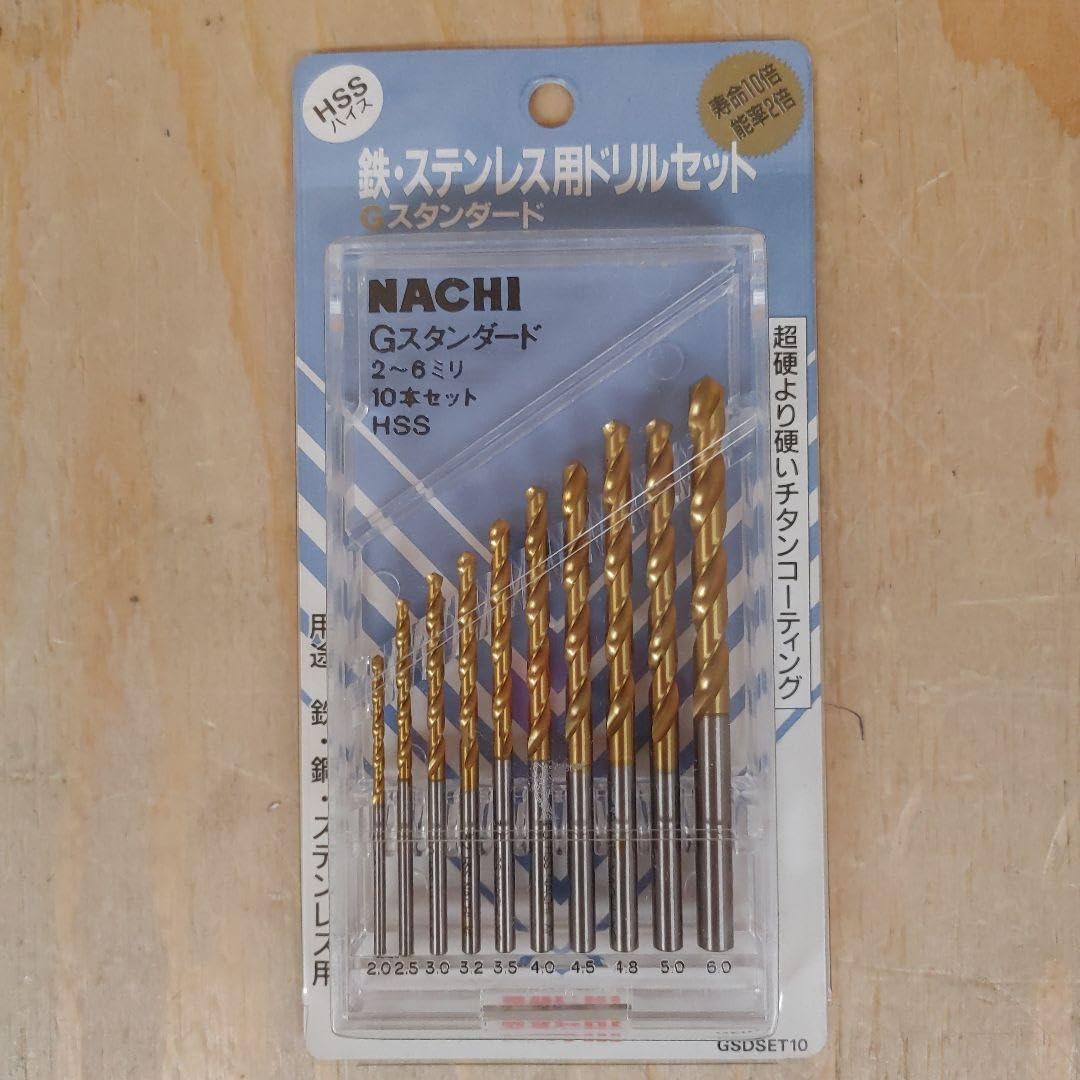 HSS
ハイス
寿命10倍
能率2倍
鉄・ステンレス用ドリルセット
Gスタンダード
NACHI
Gスタンダード
2～6ミリ
10本セット
HSS
超硬より硬いチタンコーティング
用途 鉄・鋼・ステンレス用
2.0 2.5 3.0 3.2 3.5 4.0 4.5 4.8 5.0 6.0
GSDSET10